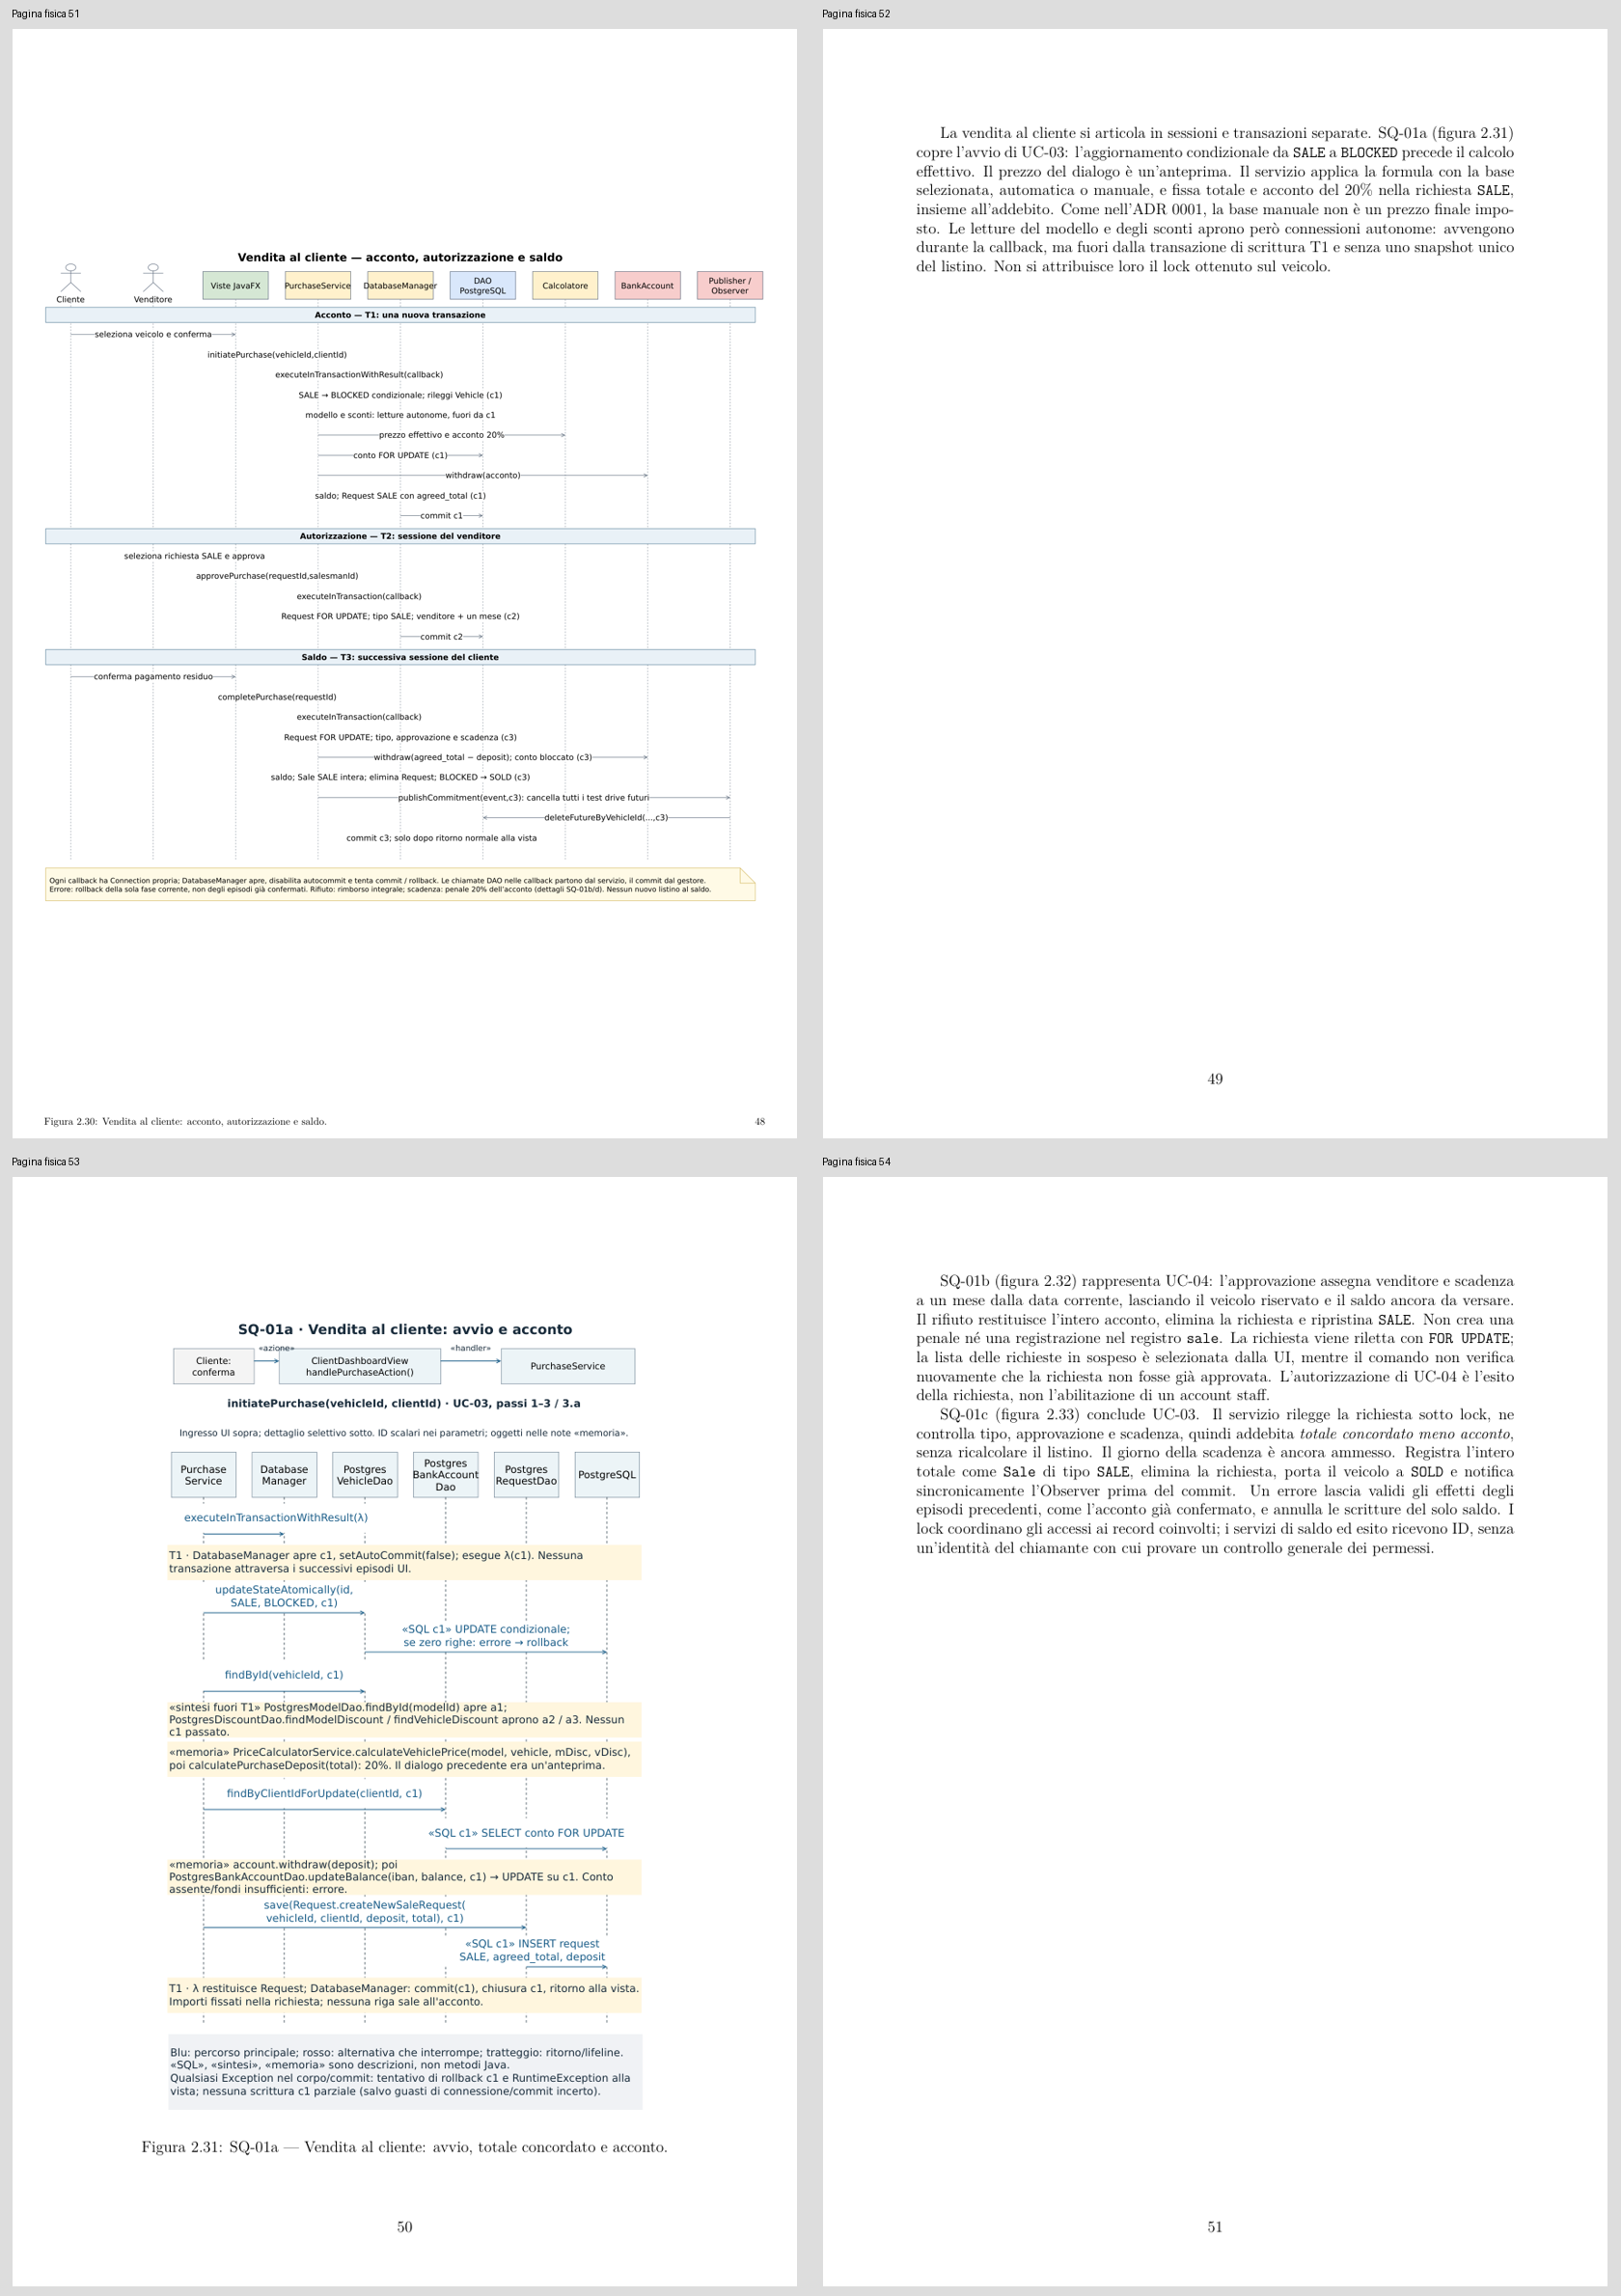 Pagina fisica 51
Vendita al cliente — acconto, autorizzazione e saldo
Cliente
Venditore
Viste JavaFX
PurchaseService
DatabaseManager
DAO
PostgreSQL
Calcolatore
BankAccount
Publisher /
Observer
Acconto — T1: una nuova transazione
seleziona veicolo e conferma
initiatePurchase(vehicleId,clientId)
executeInTransactionWithResult(callback)
SALE → BLOCKED condizionale; rileggi Vehicle (c1)
modello e sconti: letture autonome, fuori da c1
prezzo effettivo e acconto 20%
conto FOR UPDATE (c1)
withdraw(acconto)
saldo; Request SALE con agreed_total (c1)
commit c1
Autorizzazione — T2: sessione del venditore
seleziona richiesta SALE e approva
approvePurchase(requestId,salesmanId)
executeInTransaction(callback)
Request FOR UPDATE; tipo SALE; venditore + un mese (c2)
commit c2
Saldo — T3: successiva sessione del cliente
conferma pagamento residuo
completePurchase(requestId)
executeInTransaction(callback)
Request FOR UPDATE; tipo, approvazione e scadenza (c3)
withdraw(agreed_total − deposit); conto bloccato (c3)
saldo; Sale SALE intera; elimina Request; BLOCKED → SOLD (c3)
publishCommitment(event,c3): cancella tutti i test drive futuri
deleteFutureByVehicleId(...,c3)
commit c3; solo dopo ritorno normale alla vista
Ogni callback ha Connection propria; DatabaseManager apre, disabilita autocommit e tenta commit / rollback. Le chiamate DAO nelle callback partono dal servizio, il commit dal gestore.
Errore: rollback della sola fase corrente, non degli episodi già confermati. Rifiuto: rimborso integrale; scadenza: penale 20% dell'acconto (dettagli SQ-01b/d). Nessun nuovo listino al saldo.
Figura 2.30: Vendita al cliente: acconto, autorizzazione e saldo.
48
Pagina fisica 52
La vendita al cliente si articola in sessioni e transazioni separate. SQ-01a (figura 2.31)
copre l'avvio di UC-03: l'aggiornamento condizionale da SALE a BLOCKED precede il calcolo
effettivo. Il prezzo del dialogo è un'anteprima. Il servizio applica la formula con la base
selezionata, automatica o manuale, e fissa totale e acconto del 20% nella richiesta SALE,
insieme all'addebito. Come nell'ADR 0001, la base manuale non è un prezzo finale impo-
sto. Le letture del modello e degli sconti aprono però connessioni autonome: avvengono
durante la callback, ma fuori dalla transazione di scrittura T1 e senza uno snapshot unico
del listino. Non si attribuisce loro il lock ottenuto sul veicolo.
49
Pagina fisica 53
SQ-01a · Vendita al cliente: avvio e acconto
Cliente:
conferma
«azione»
ClientDashboardView
handlePurchaseAction()
«handler»
PurchaseService
initiatePurchase(vehicleId, clientId) · UC-03, passi 1–3 / 3.a
Ingresso UI sopra; dettaglio selettivo sotto. ID scalari nei parametri; oggetti nelle note «memoria».
Purchase
Service
Database
Manager
Postgres
VehicleDao
Postgres
BankAccount
Dao
Postgres
RequestDao
PostgreSQL
executeInTransactionWithResult(λ)
T1 · DatabaseManager apre c1, setAutoCommit(false); esegue λ(c1). Nessuna
transazione attraversa i successivi episodi UI.
updateStateAtomically(id,
SALE, BLOCKED, c1)
«SQL c1» UPDATE condizionale;
se zero righe: errore → rollback
findById(vehicleId, c1)
«sintesi fuori T1» PostgresModelDao.findById(modelId) apre a1;
PostgresDiscountDao.findModelDiscount / findVehicleDiscount aprono a2 / a3. Nessun
c1 passato.
«memoria» PriceCalculatorService.calculateVehiclePrice(model, vehicle, mDisc, vDisc),
poi calculatePurchaseDeposit(total): 20%. Il dialogo precedente era un'anteprima.
findByClientIdForUpdate(clientId, c1)
«SQL c1» SELECT conto FOR UPDATE
«memoria» account.withdraw(deposit); poi
PostgresBankAccountDao.updateBalance(iban, balance, c1) → UPDATE su c1. Conto
assente/fondi insufficienti: errore.
save(Request.createNewSaleRequest(
vehicleId, clientId, deposit, total), c1)
«SQL c1» INSERT request
SALE, agreed_total, deposit
T1 · λ restituisce Request; DatabaseManager: commit(c1), chiusura c1, ritorno alla vista.
Importi fissati nella richiesta; nessuna riga sale all'acconto.
Blu: percorso principale; rosso: alternativa che interrompe; tratteggio: ritorno/lifeline.
«SQL», «sintesi», «memoria» sono descrizioni, non metodi Java.
Qualsiasi Exception nel corpo/commit: tentativo di rollback c1 e RuntimeException alla
vista; nessuna scrittura c1 parziale (salvo guasti di connessione/commit incerto).
Figura 2.31: SQ-01a — Vendita al cliente: avvio, totale concordato e acconto.
50
Pagina fisica 54
SQ-01b (figura 2.32) rappresenta UC-04: l'approvazione assegna venditore e scadenza
a un mese dalla data corrente, lasciando il veicolo riservato e il saldo ancora da versare.
Il rifiuto restituisce l'intero acconto, elimina la richiesta e ripristina SALE. Non crea una
penale né una registrazione nel registro sale. La richiesta viene riletta con FOR UPDATE;
la lista delle richieste in sospeso è selezionata dalla UI, mentre il comando non verifica
nuovamente che la richiesta non fosse già approvata. L'autorizzazione di UC-04 è l'esito
della richiesta, non l'abilitazione di un account staff.
SQ-01c (figura 2.33) conclude UC-03. Il servizio rilegge la richiesta sotto lock, ne
controlla tipo, approvazione e scadenza, quindi addebita totale concordato meno acconto,
senza ricalcolare il listino. Il giorno della scadenza è ancora ammesso. Registra l'intero
totale come Sale di tipo SALE, elimina la richiesta, porta il veicolo a SOLD e notifica
sincronicamente l'Observer prima del commit. Un errore lascia validi gli effetti degli
episodi precedenti, come l'acconto già confermato, e annulla le scritture del solo saldo. I
lock coordinano gli accessi ai record coinvolti; i servizi di saldo ed esito ricevono ID, senza
un'identità del chiamante con cui provare un controllo generale dei permessi.
51